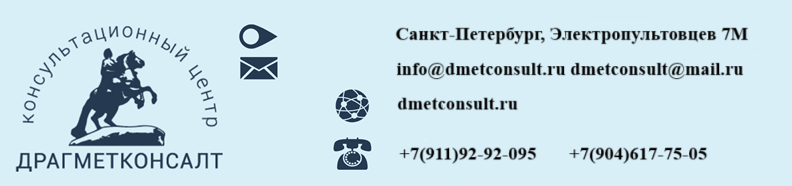 консультационный центр
ДРАГМЕТКОНСАЛТ
Санкт-Петербург, Электропультовцев 7М
info@dmetconsult.ru dmetconsult@mail.ru
dmetconsult.ru
+7(911)92-92-095 +7(904)617-75-05